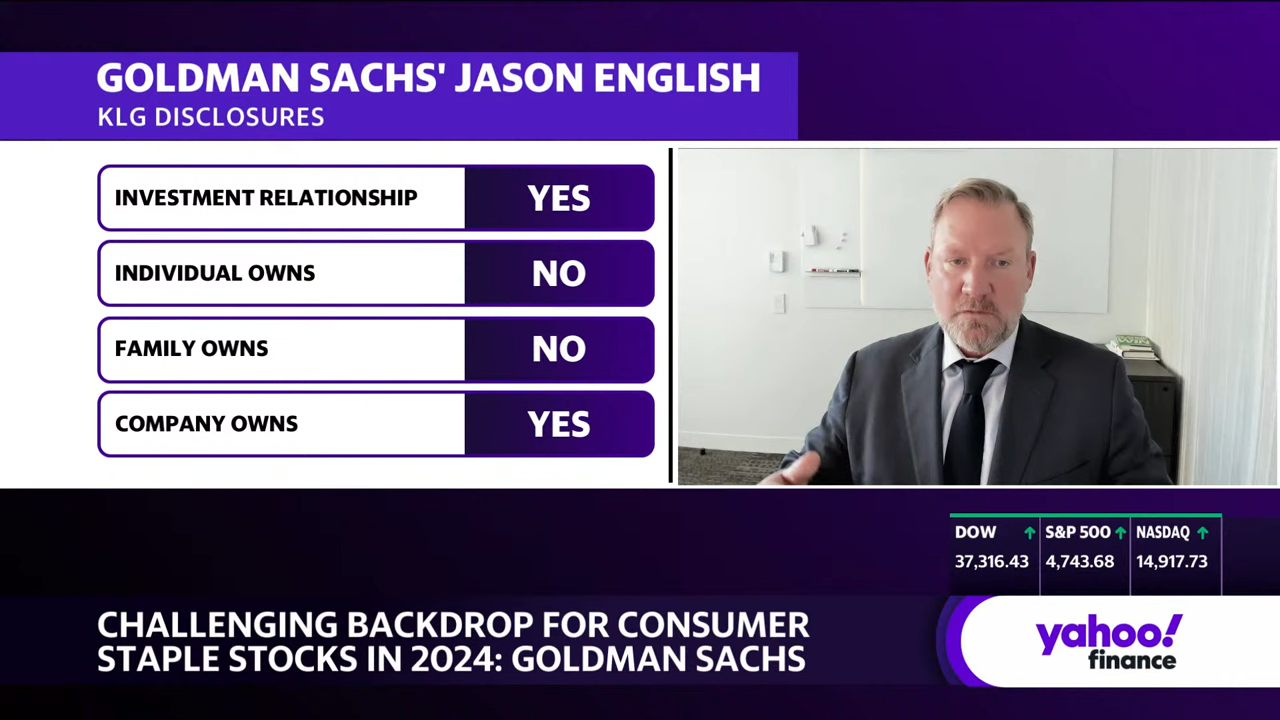 GOLDMAN SACHS' JASON ENGLISH
KLG DISCLOSURES
INVESTMENT RELATIONSHIP YES
INDIVIDUAL OWNS NO
FAMILY OWNS NO
COMPANY OWNS YES
WIN
DOW S&P 500 NASDAQ
37,316.43 4,743.68 14,917.73
CHALLENGING BACKDROP FOR CONSUMER
STAPLE STOCKS IN 2024: GOLDMAN SACHS
yahoo!
finance